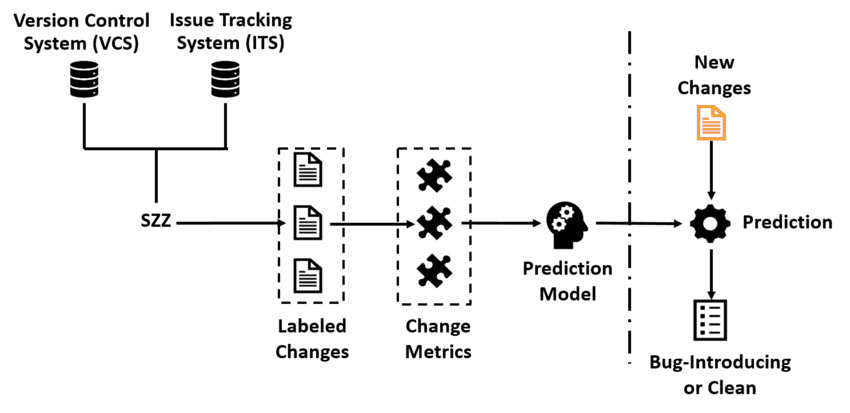 Version Control
System (VCS)
Issue Tracking
System (ITS)
SZZ
Labeled
Changes
Change
Metrics
Prediction
Model
New
Changes
Prediction
Bug-Introducing
or Clean